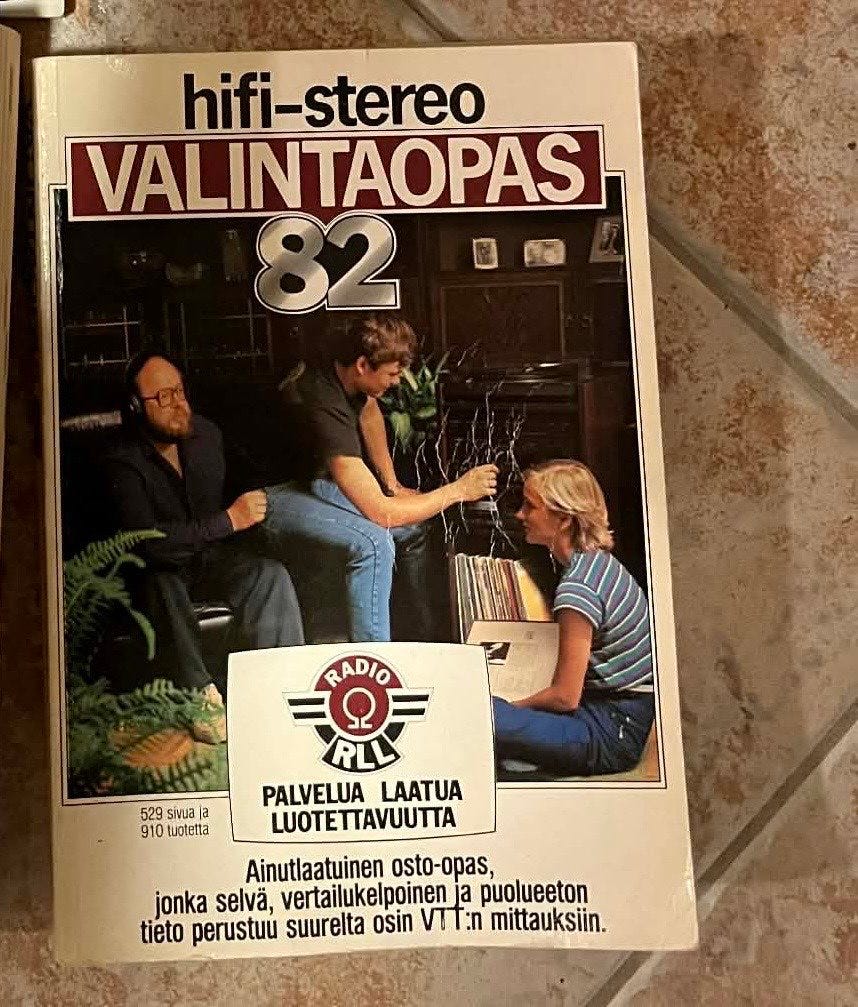 hifi-stereo
VALINTAOPAS
82
RADIO
RLL
PALVELUA LAATUA
LUOTETTAVUUTTA
529 sivua ja
910 tuotetta
Ainutlaatuinen osto-opas,
jonka selvä, vertailukelpoinen ja puolueeton
tieto perustuu suurelta osin VTT:n mittauksiin.